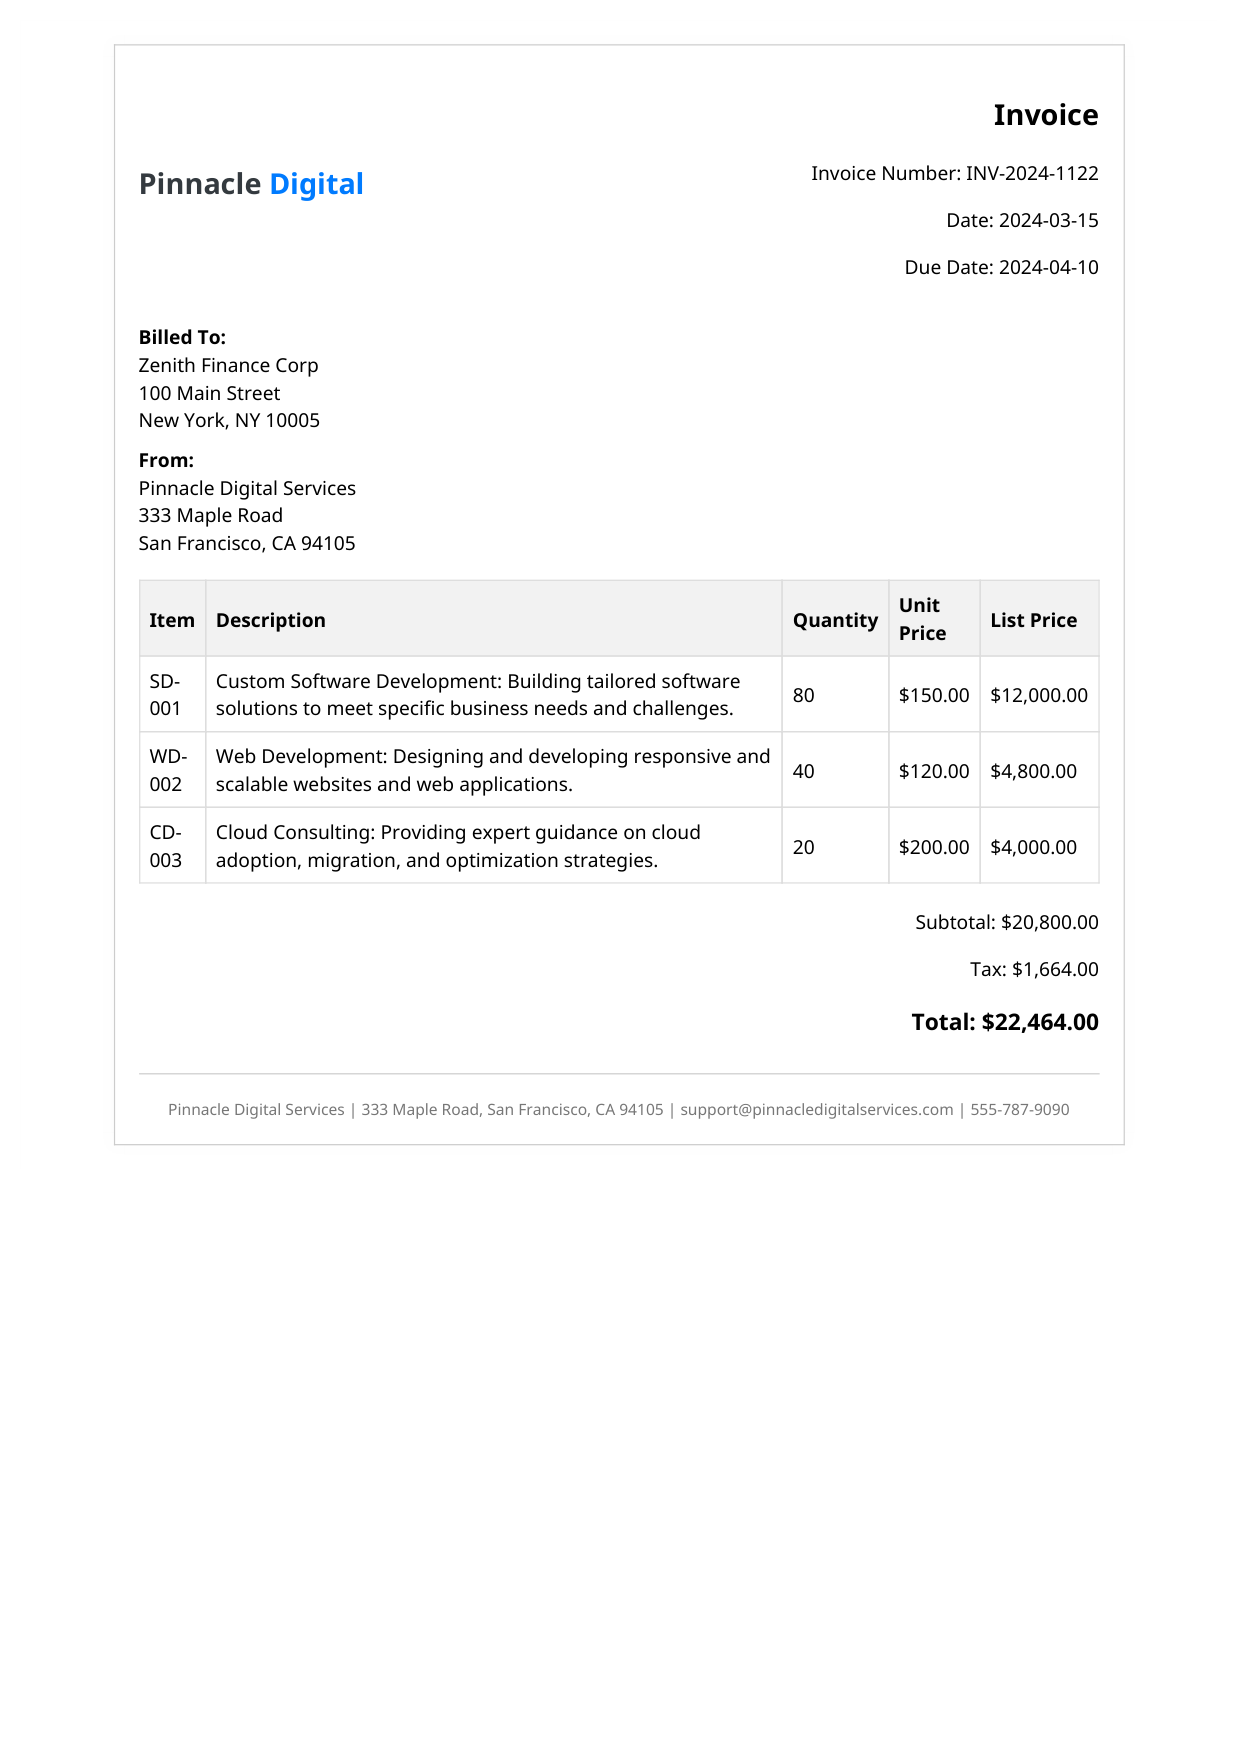 Invoice
Pinnacle Digital
Invoice Number: INV-2024-1122
Date: 2024-03-15
Due Date: 2024-04-10
Billed To:
Zenith Finance Corp
100 Main Street
New York, NY 10005
From:
Pinnacle Digital Services
333 Maple Road
San Francisco, CA 94105
Item Description Quantity Unit Price List Price
SD-001 Custom Software Development: Building tailored software solutions to meet specific business needs and challenges. 80 $150.00 $12,000.00
WD-002 Web Development: Designing and developing responsive and scalable websites and web applications. 40 $120.00 $4,800.00
CD-003 Cloud Consulting: Providing expert guidance on cloud adoption, migration, and optimization strategies. 20 $200.00 $4,000.00
Subtotal: $20,800.00
Tax: $1,664.00
Total: $22,464.00
Pinnacle Digital Services | 333 Maple Road, San Francisco, CA 94105 | support@pinnacledigitalservices.com | 555-787-9090